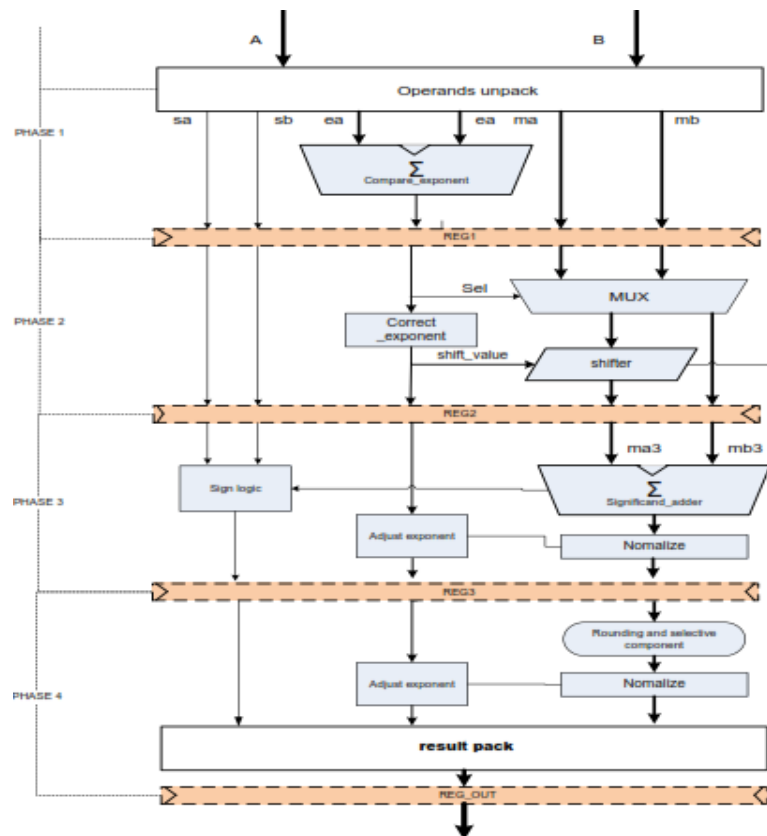 A
B
Operands unpack
sa
sb
ea
ea
ma
mb
PHASE 1
Σ
Compare_exponent
REG1
Sel
MUX
PHASE 2
Correct
_exponent
shift_value
shifter
REG2
ma3
mb3
Sign logic
Σ
Significand_adder
PHASE 3
Adjust exponent
Nomalize
REG3
Rounding and selective
component
Adjust exponent
Nomalize
PHASE 4
result pack
REG_OUT